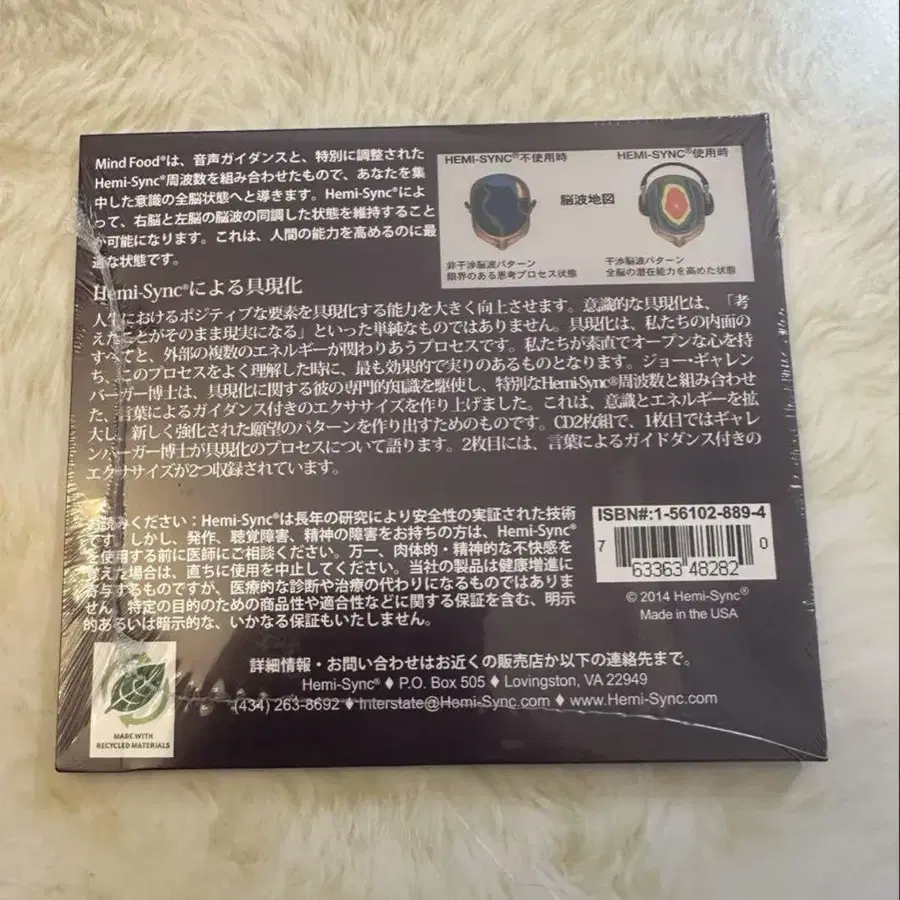 Mind Food®は、音声ガイダンスと、特別に調整された
Hemi-Sync®周波数を組み合わせたもので、あなたを集
中した意識の全脳状態へと導きます。Hemi-Sync®によ
って、右脳と左脳の脳波の同調した状態を維持すること
が可能になります。これは、人間の能力を高めるのに最
適な状態です。
HEMI-SYNC®不使用時
HEMI-SYNC®使用時
脳波地図
非干渉脳波パターン
限界のある思考プロセス状態
干渉脳波パターン
全脳の潜在能力を高めた状態
Hemi-Sync®による具現化
人生におけるポジティブな要素を具現化する能力を大きく向上させます。意識的な具現化は、「考
えたことがそのまま現実になる」といった単純なものではありません。具現化は、私たちの内面の
すべてと、外部の複数のエネルギーが関わりあうプロセスです。私たちが素直でオープンな心を持
ち、このプロセスをよく理解した時に、最も効果的で実りのあるものとなります。ジョー・ギャレン
バーガー博士は、具現化に関する彼の専門的知識を駆使し、特別なHemi-Sync®周波数と組み合わせ
た、言葉によるガイダンス付きのエクササイズを作り上げました。これは、意識とエネルギーを拡
大し、新しく強化された願望のパターンを作り出すためのものです。CD2枚組で、1枚目ではギャレ
ンバーガー博士が具現化のプロセスについて語ります。2枚目には、言葉によるガイドダンス付きの
エクササイズが2つ収録されています。
お読みください：Hemi-Sync®は長年の研究により安全性の実証された技術
です。しかし、発作、聴覚障害、精神の障害をお持ちの方は、Hemi-Sync®
を使用する前に医師にご相談ください。万一、肉体的・精神的な不快感を
覚えた場合は、直ちに使用を中止してください。当社の製品は健康増進に
寄与するものですが、医療的な診断や治療の代わりになるものではありま
せん。特定の目的のための商品性や適合性などに関する保証を含む、明示
的あるいは暗示的な、いかなる保証もいたしません。
ISBN#:1-56102-889-4
7 63363 48282 0
© 2014 Hemi-Sync®
Made in the USA
詳細情報・お問い合わせはお近くの販売店か以下の連絡先まで。
Hemi-Sync® ♦ P.O. Box 505 ♦ Lovingston, VA 22949
(434) 263-8692 ♦ Interstate@Hemi-Sync.com ♦ www.Hemi-Sync.com
MADE WITH
RECYCLED MATERIALS